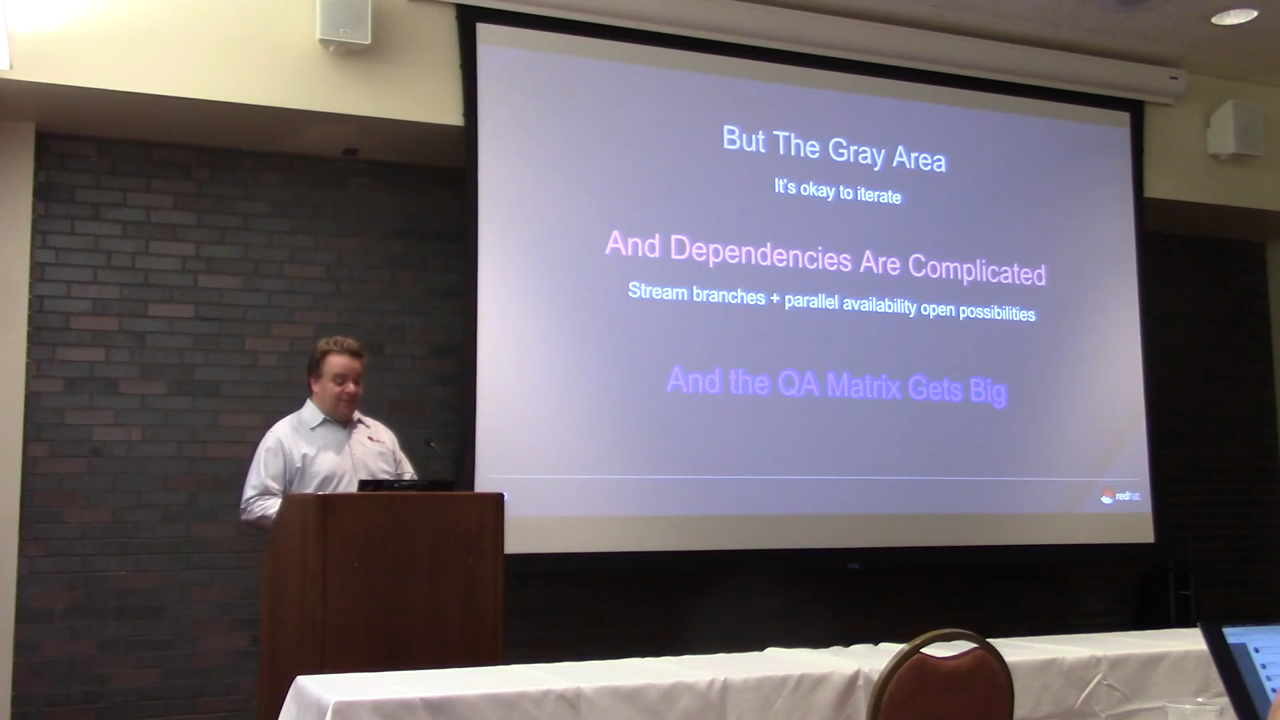 But The Gray Area
It's okay to iterate
And Dependencies Are Complicated
Stream branches + parallel availability open possibilities
And the QA Matrix Gets Big
redhat.